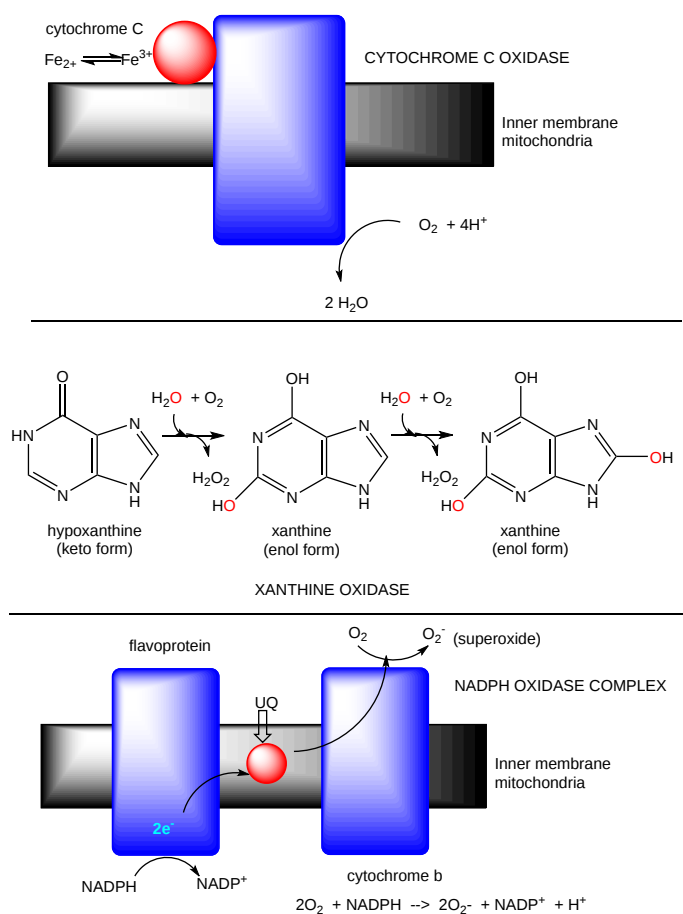 cytochrome C
Fe₂₊ ⇌ Fe³⁺
CYTOCHROME C OXIDASE
Inner membrane
mitochondria
O₂ + 4H⁺
2 H₂O
O
HN
N
N
N
H
hypoxanthine
(keto form)
H₂O + O₂
H₂O₂
OH
N
N
N
N
H
HO
xanthine
(enol form)
H₂O + O₂
H₂O₂
OH
N
N
N
N
H
HO
OH
xanthine
(enol form)
XANTHINE OXIDASE
flavoprotein
O₂
O₂⁻ (superoxide)
NADPH OXIDASE COMPLEX
UQ
Inner membrane
mitochondria
2e⁻
NADPH
NADP⁺
cytochrome b
2O₂ + NADPH --> 2O₂- + NADP⁺ + H⁺